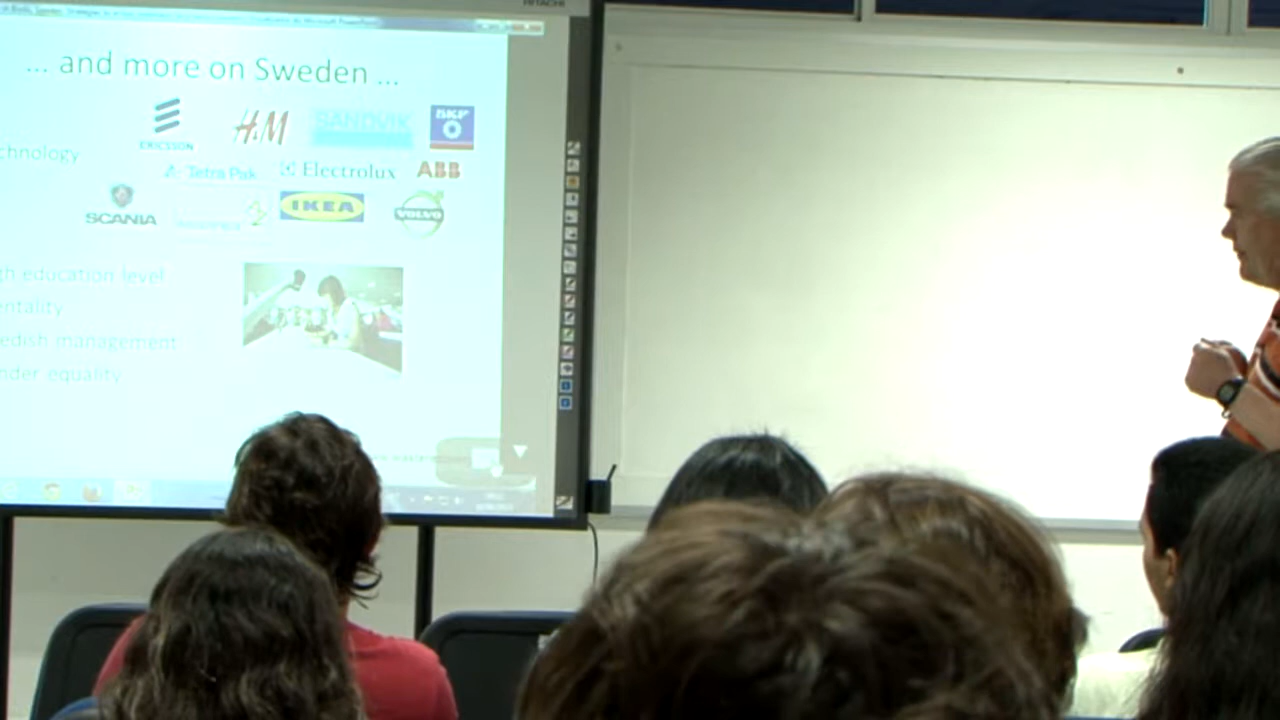 HITACHI
... and more on Sweden ...
ERICSSON H&M SANDVIK SKF
chnology
Tetra Pak Electrolux ABB
SCANIA IKEA VOLVO
gh education level
entality
edish management
nder equality